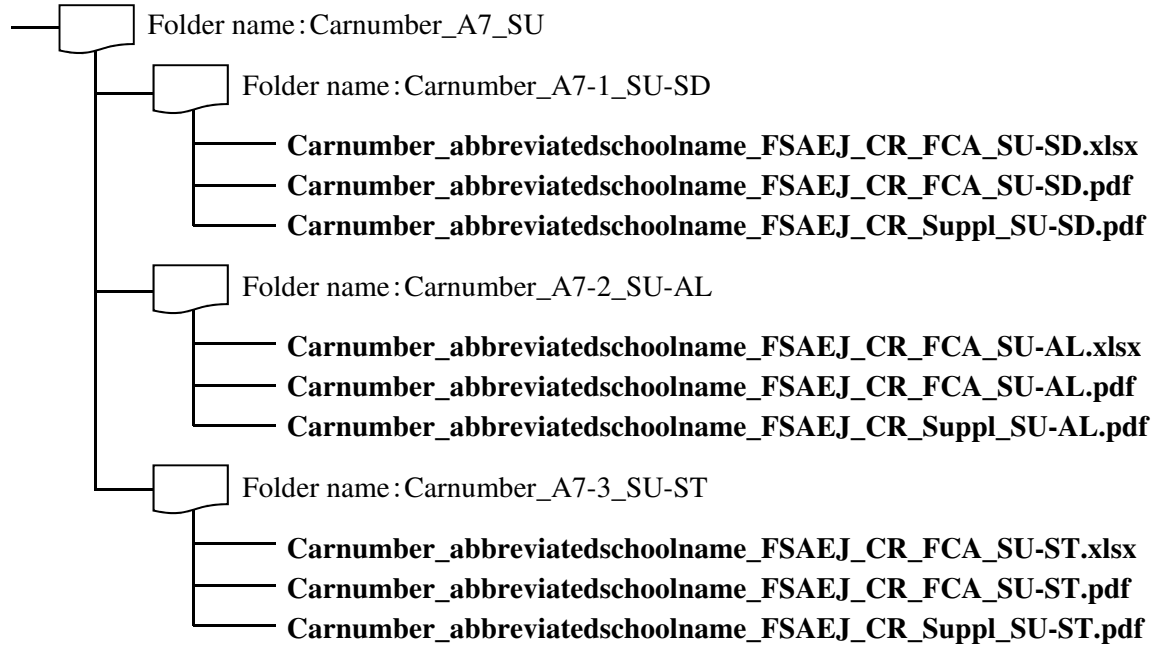 Folder name:Carnumber_A7_SU
Folder name:Carnumber_A7-1_SU-SD
Carnumber_abbreviatedschoolname_FSAEJ_CR_FCA_SU-SD.xlsx
Carnumber_abbreviatedschoolname_FSAEJ_CR_FCA_SU-SD.pdf
Carnumber_abbreviatedschoolname_FSAEJ_CR_Suppl_SU-SD.pdf
Folder name:Carnumber_A7-2_SU-AL
Carnumber_abbreviatedschoolname_FSAEJ_CR_FCA_SU-AL.xlsx
Carnumber_abbreviatedschoolname_FSAEJ_CR_FCA_SU-AL.pdf
Carnumber_abbreviatedschoolname_FSAEJ_CR_Suppl_SU-AL.pdf
Folder name:Carnumber_A7-3_SU-ST
Carnumber_abbreviatedschoolname_FSAEJ_CR_FCA_SU-ST.xlsx
Carnumber_abbreviatedschoolname_FSAEJ_CR_FCA_SU-ST.pdf
Carnumber_abbreviatedschoolname_FSAEJ_CR_Suppl_SU-ST.pdf